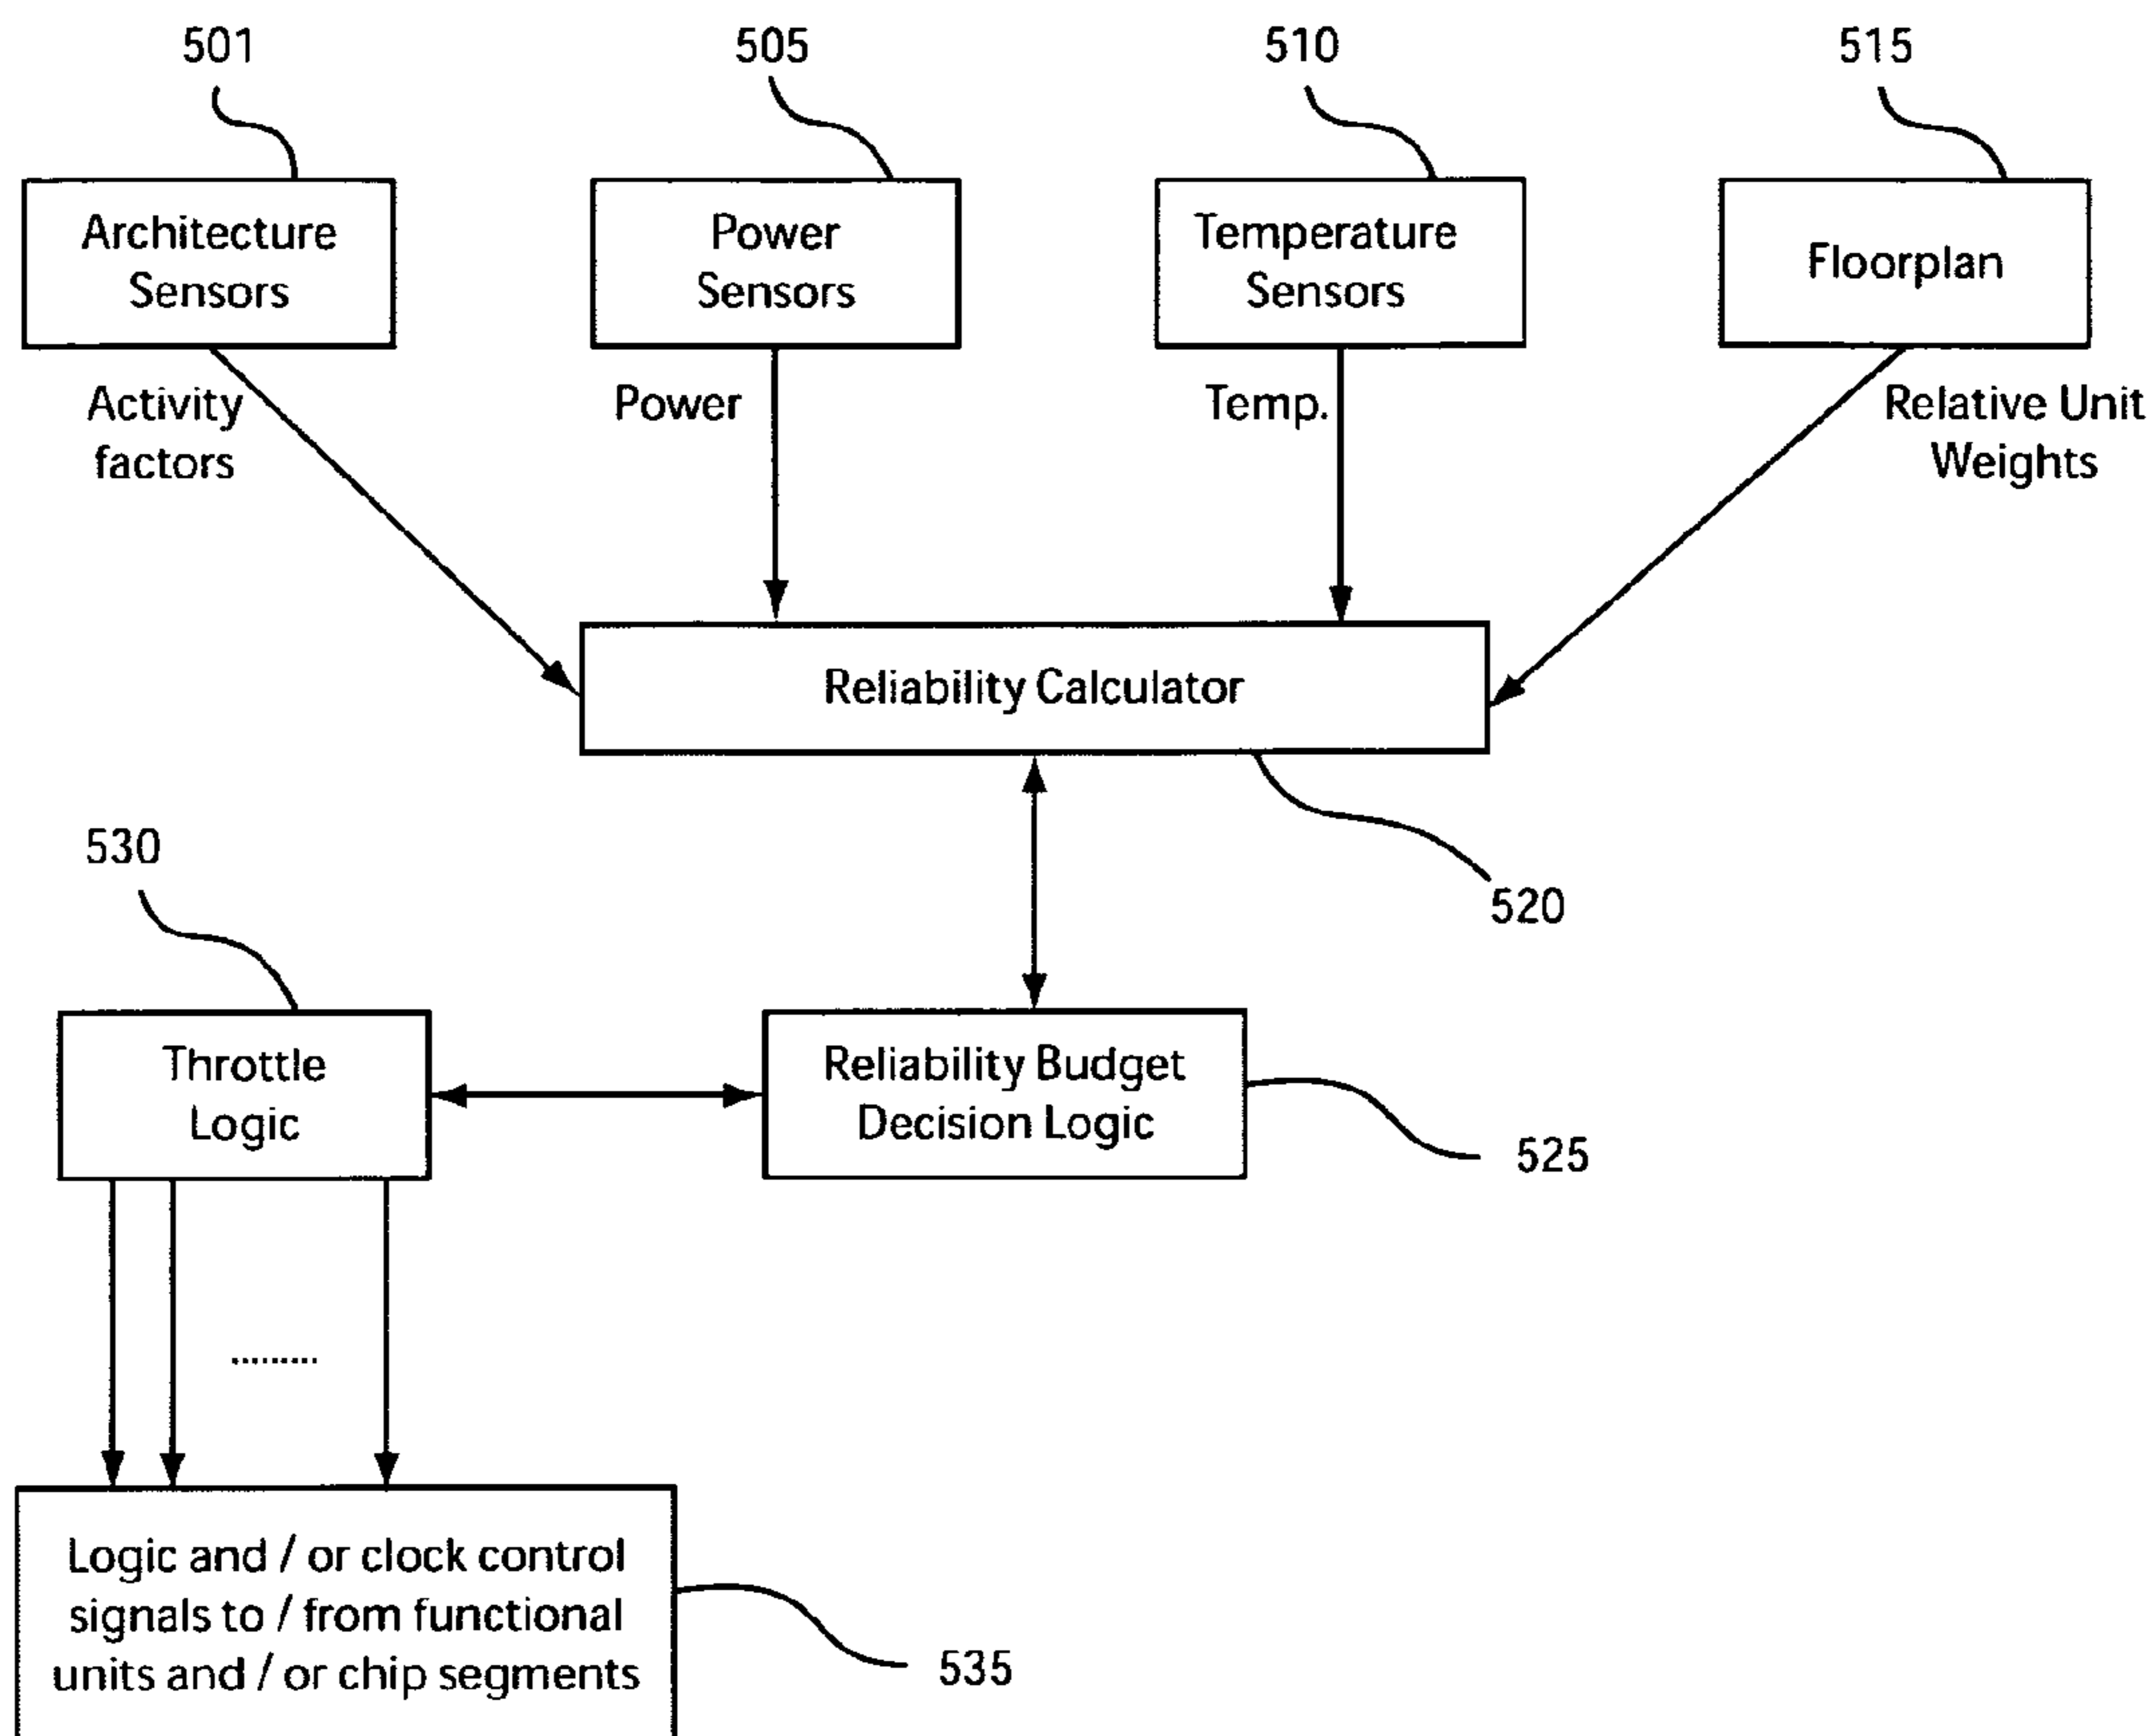 501
505
510
515
Architecture
Sensors
Power
Sensors
Temperature
Sensors
Floorplan
Activity
factors
Power
Temp.
Relative Unit
Weights
Reliability Calculator
520
530
Throttle
Logic
Reliability Budget
Decision Logic
525
Logic and / or clock control
signals to / from functional
units and / or chip segments
535